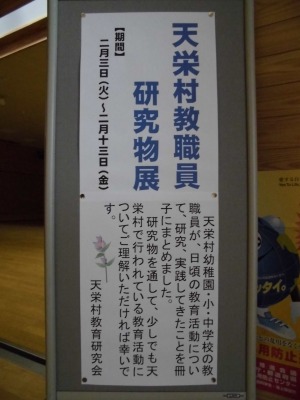 天栄村教職員
研究物展
【期間】
二月三日（火）～二月十三日（金）
天栄村幼稚園・小・中学校の教
職員が、日頃の教育活動につい
て、研究、実践してきたことを冊
子にまとめました。
研究物を通して、少しでも天
栄村で行われている教育活動に
ついてご理解いただければ幸いで
す。
天栄村教育研究会
タイ。
用防止